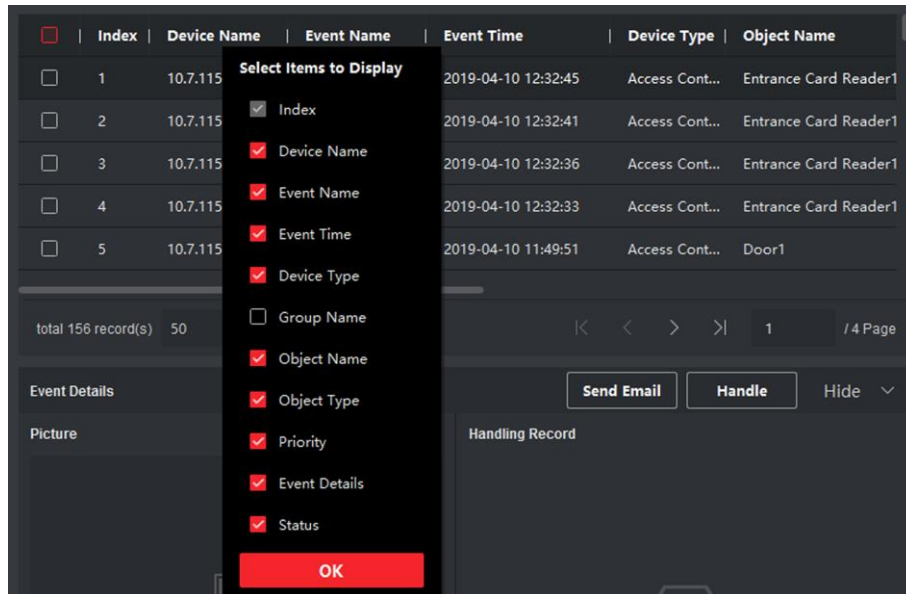 Index Device Name Event Name Event Time Device Type Object Name
Select Items to Display
1 10.7.115 2019-04-10 12:32:45 Access Cont... Entrance Card Reader1
Index
2 10.7.115 2019-04-10 12:32:41 Access Cont... Entrance Card Reader1
Device Name
3 10.7.115 2019-04-10 12:32:36 Access Cont... Entrance Card Reader1
Event Name
4 10.7.115 2019-04-10 12:32:33 Access Cont... Entrance Card Reader1
Event Time
5 10.7.115 2019-04-10 11:49:51 Access Cont... Door1
Device Type
Group Name
total 156 record(s) 50 1 / 4 Page
Object Name
Event Details Send Email Handle Hide
Object Type
Picture Handling Record
Priority
Event Details
Status
OK